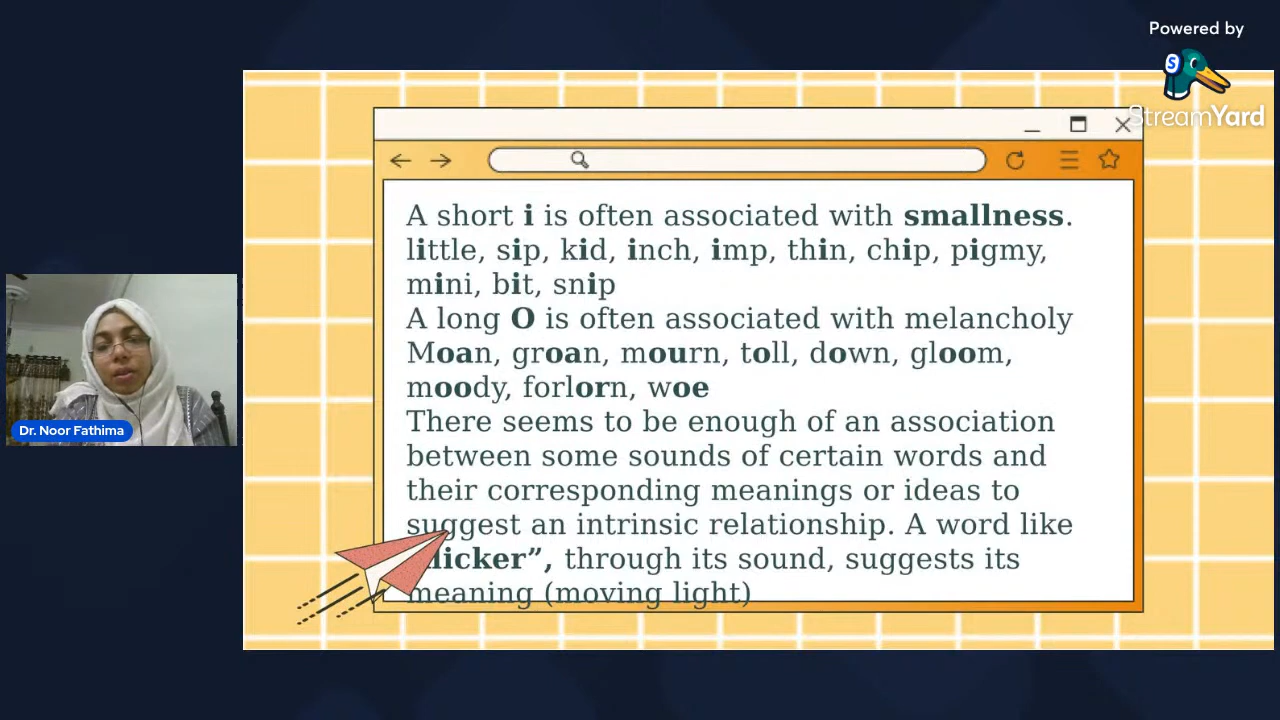 Powered by
StreamYard
A short i is often associated with smallness.
little, sip, kid, inch, imp, thin, chip, pigmy,
mini, bit, snip
A long O is often associated with melancholy
Moan, groan, mourn, toll, down, gloom,
moody, forlorn, woe
There seems to be enough of an association
between some sounds of certain words and
their corresponding meanings or ideas to
suggest an intrinsic relationship. A word like
through its sound, suggests its
meaning (moving light)
Dr. Noor Fathima